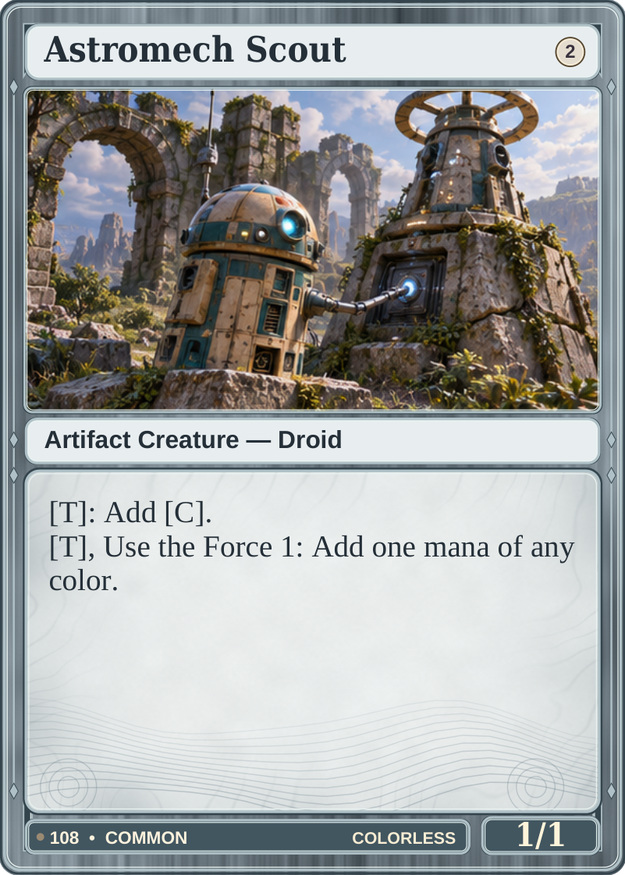 Astromech Scout
2
Artifact Creature — Droid
[T]: Add [C].
[T], Use the Force 1: Add one mana of any
color.
108 • COMMON
COLORLESS
1/1